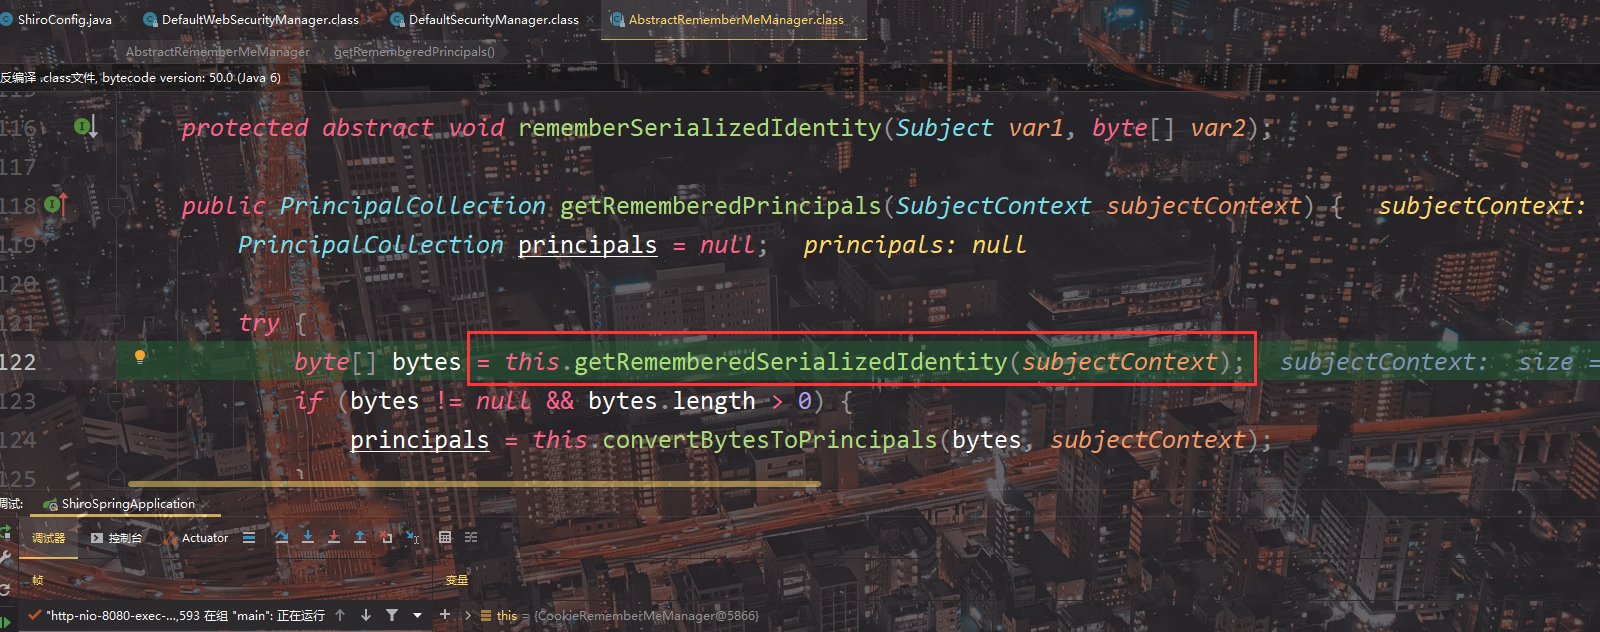 ShiroConfig.java DefaultWebSecurityManager.class DefaultSecurityManager.class AbstractRememberMeManager.class
AbstractRememberMeManager getRememberedPrincipals()
反编译 .class文件, bytecode version: 50.0 (Java 6)
116 protected abstract void rememberSerializedIdentity(Subject var1, byte[] var2);
117
118 public PrincipalCollection getRememberedPrincipals(SubjectContext subjectContext) { subjectContext:
119 PrincipalCollection principals = null; principals: null
120
121 try {
122 byte[] bytes = this.getRememberedSerializedIdentity(subjectContext); subjectContext: size =
123 if (bytes != null && bytes.length > 0) {
124 principals = this.convertBytesToPrincipals(bytes, subjectContext);
125 }
调试: ShiroSpringApplication
调试器 控制台 Actuator
帧 变量
"http-nio-8080-exec-...,593 在组 "main": 正在运行 this = {CookieRememberMeManager@5866}